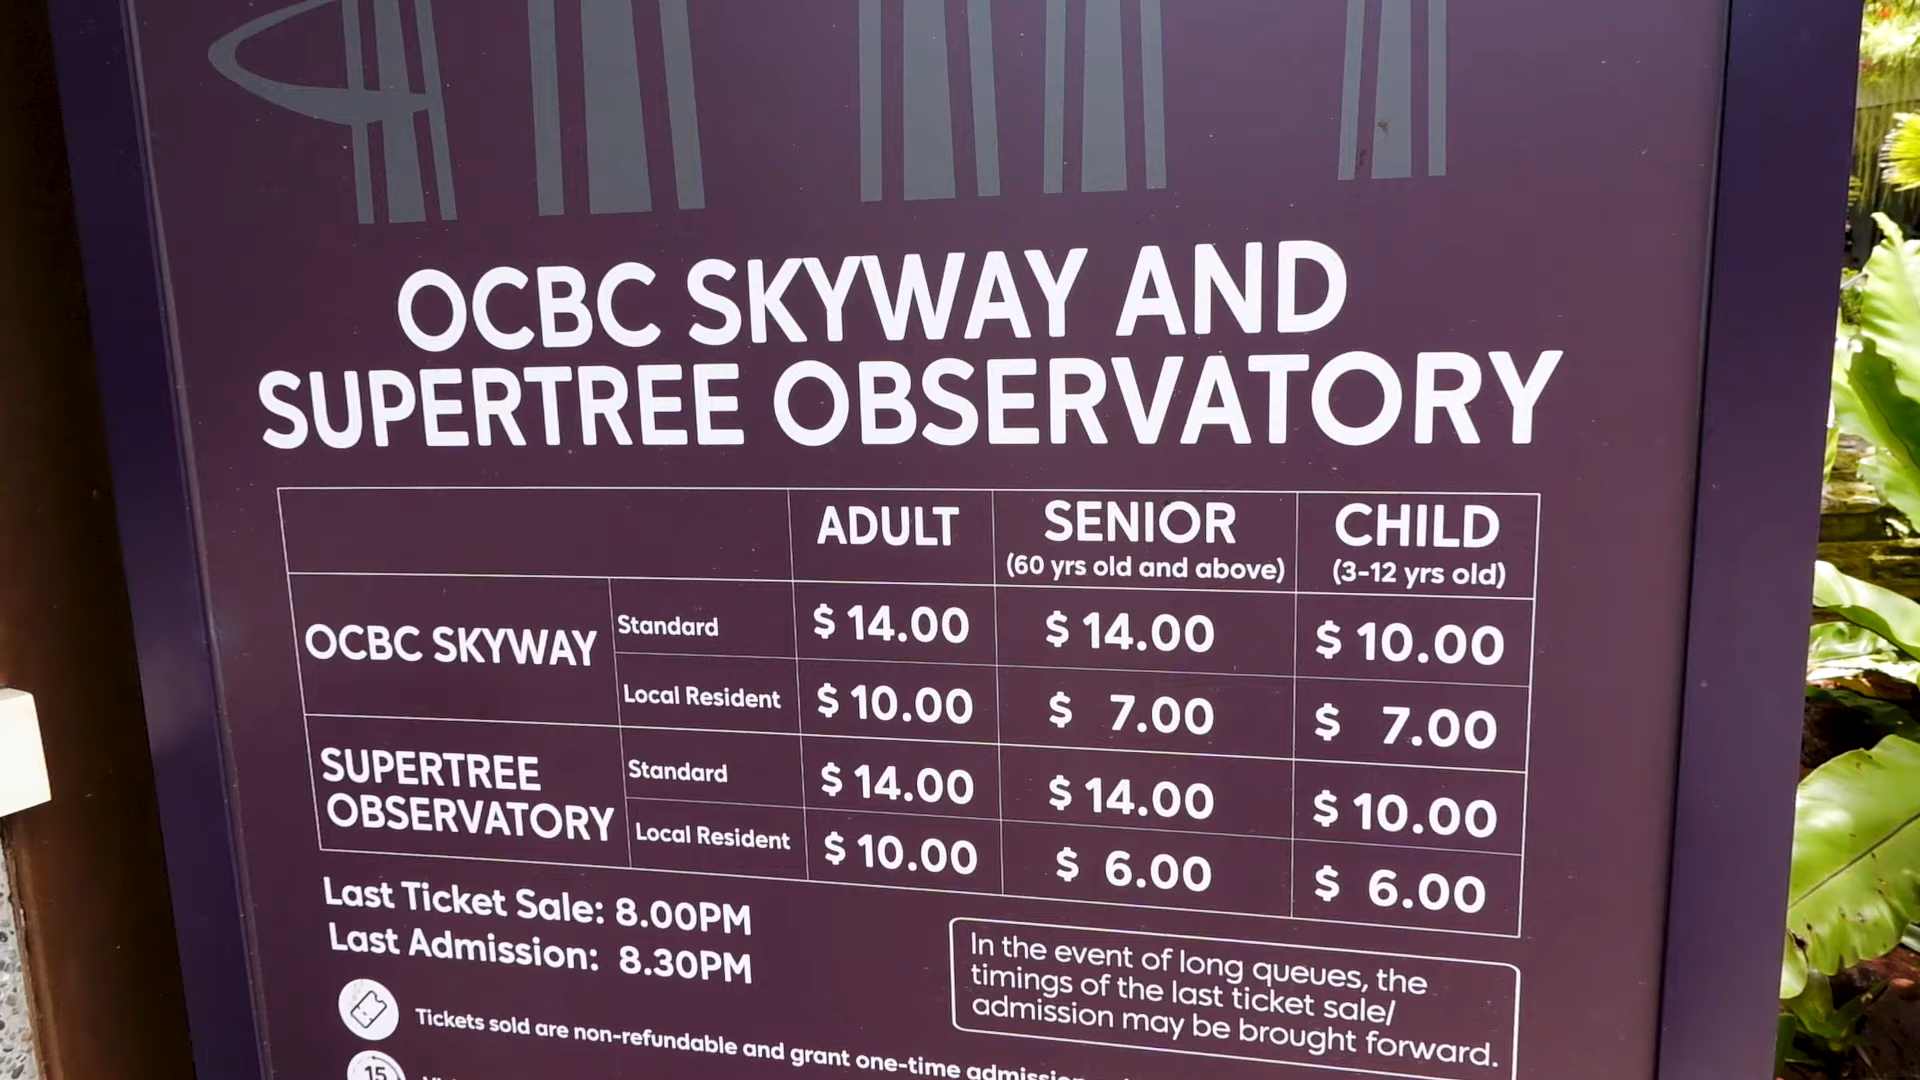 OCBC SKYWAY AND
SUPERTREE OBSERVATORY
ADULT SENIOR CHILD
(60 yrs old and above) (3-12 yrs old)
OCBC SKYWAY Standard $ 14.00 $ 14.00 $ 10.00
Local Resident $ 10.00 $ 7.00 $ 7.00
SUPERTREE OBSERVATORY Standard $ 14.00 $ 14.00 $ 10.00
Local Resident $ 10.00 $ 6.00 $ 6.00
Last Ticket Sale: 8.00PM
Last Admission: 8.30PM
In the event of long queues, the
timings of the last ticket sale/
admission may be brought forward.
Tickets sold are non-refundable and grant one-time
15